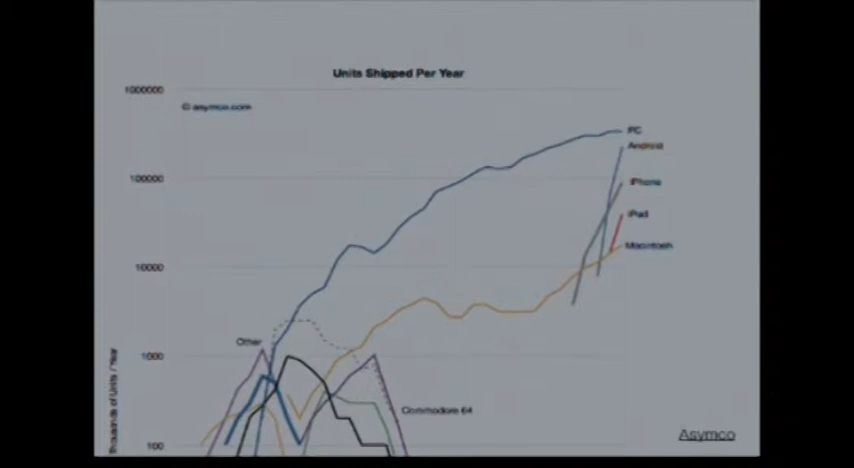 Units Shipped Per Year
1000000
© asymco.com
PC
Android
100000
iPhone
iPad
Macintosh
10000
Other
1000
Thousands of Units / Year
Commodore 64
100
Asymco